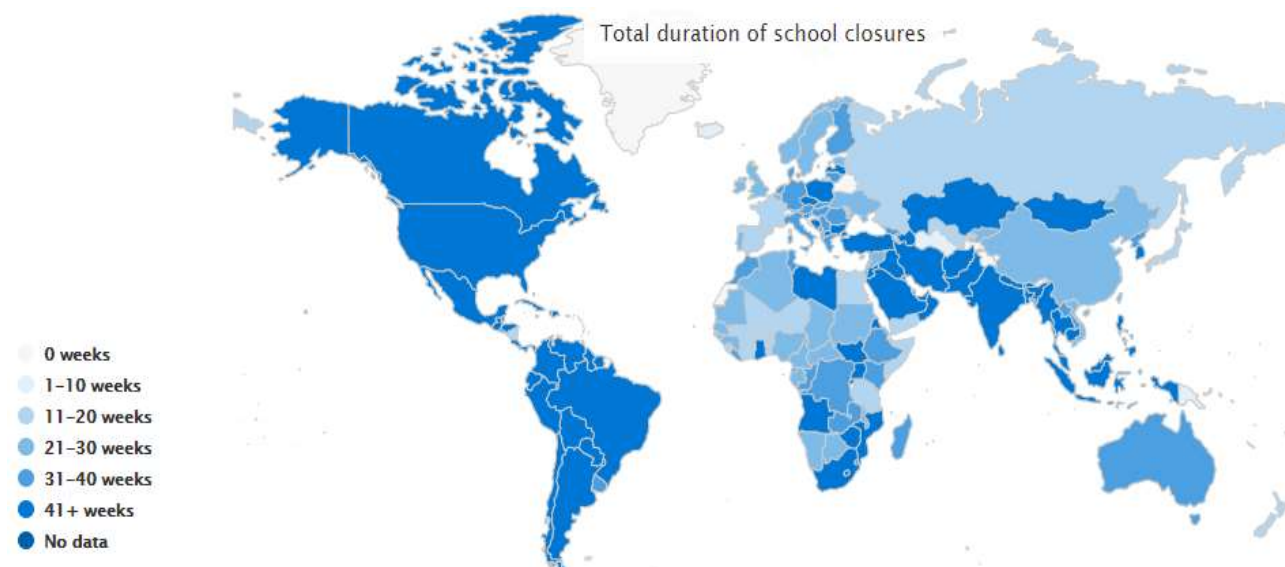 Total duration of school closures
0 weeks
1-10 weeks
11-20 weeks
21-30 weeks
31-40 weeks
41+ weeks
No data